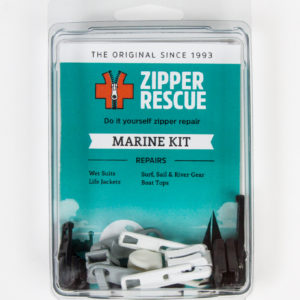 THE ORIGINAL SINCE 1993
ZIPPER
RESCUE
Do it yourself zipper repair
MARINE KIT
REPAIRS
Wet Suits
Life Jackets
Surf, Sail & River Gear
Boat Tops